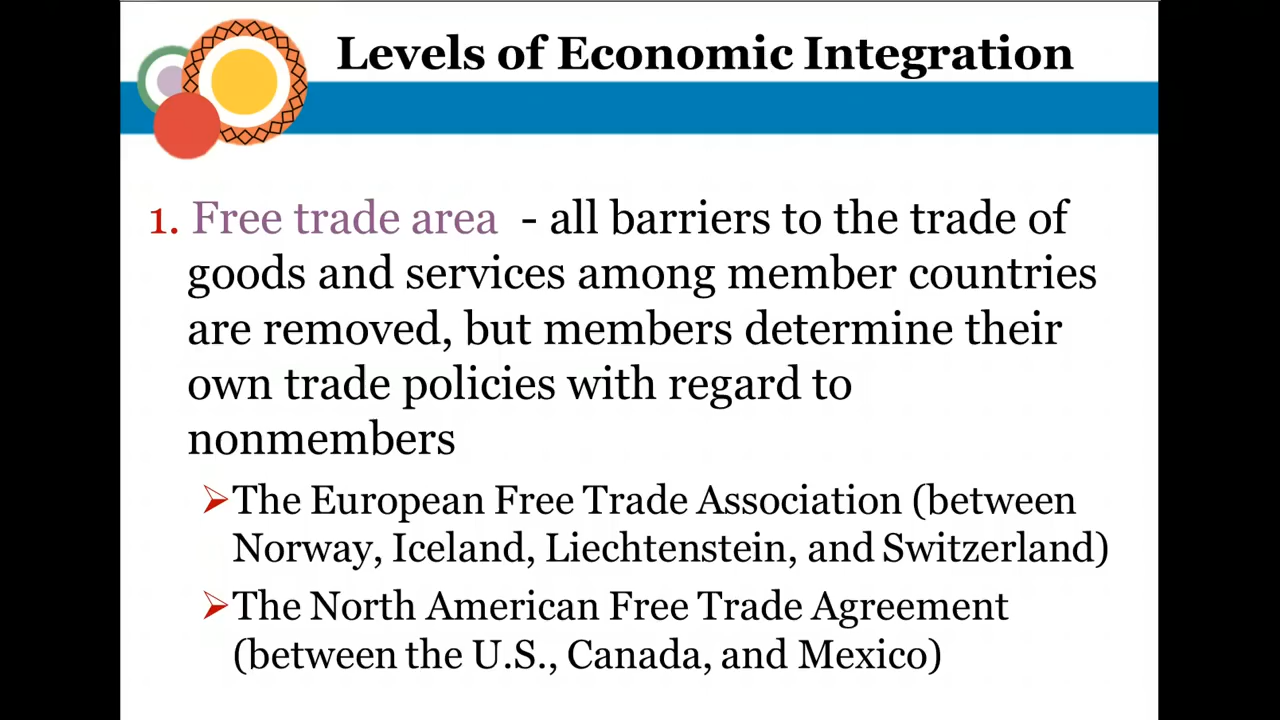 Levels of Economic Integration
1. Free trade area - all barriers to the trade of
goods and services among member countries
are removed, but members determine their
own trade policies with regard to
nonmembers
➢The European Free Trade Association (between
Norway, Iceland, Liechtenstein, and Switzerland)
➢The North American Free Trade Agreement
(between the U.S., Canada, and Mexico)